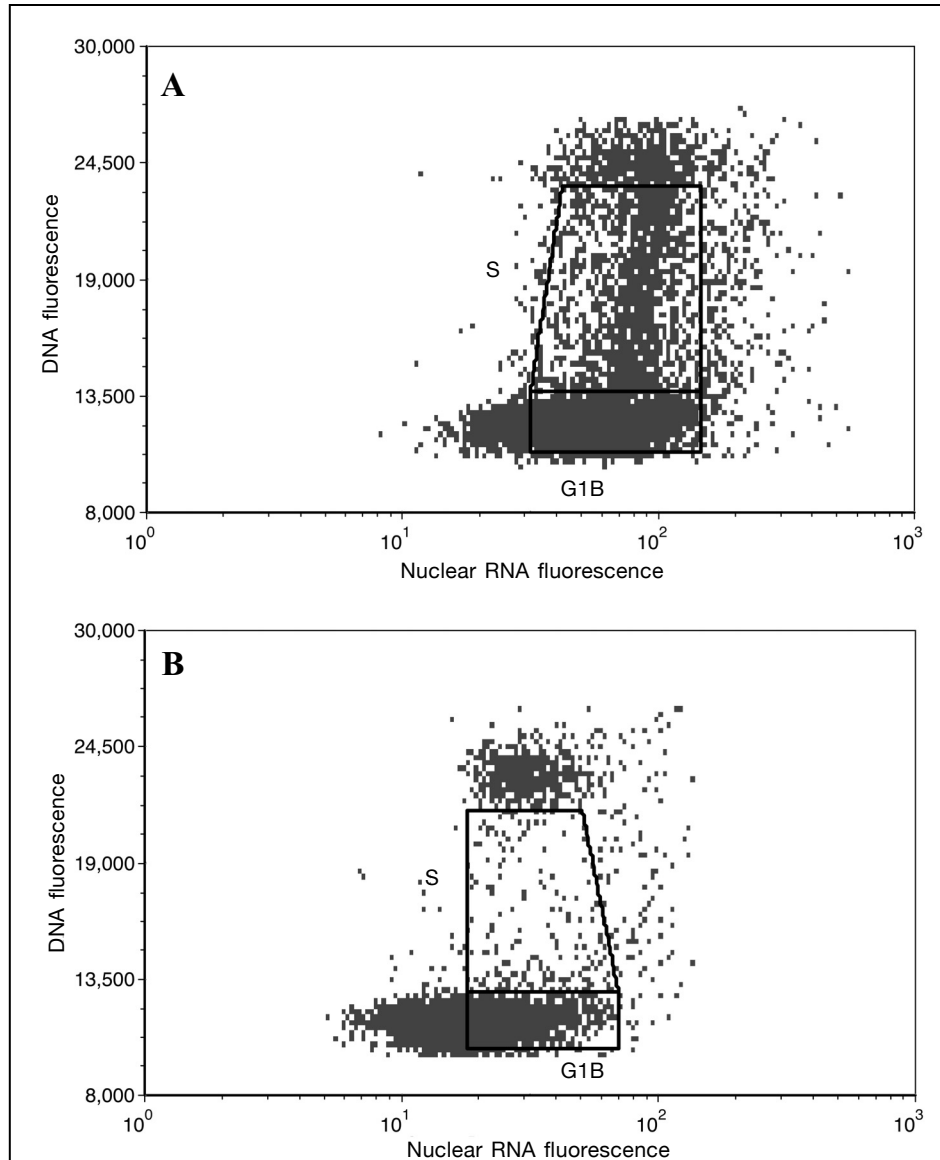 A
30,000
24,500
19,000
13,500
8,000
DNA fluorescence
S
G1B
10^0
10^1
10^2
10^3
Nuclear RNA fluorescence
B
30,000
24,500
19,000
13,500
8,000
DNA fluorescence
S
G1B
10^0
10^1
10^2
10^3
Nuclear RNA fluorescence